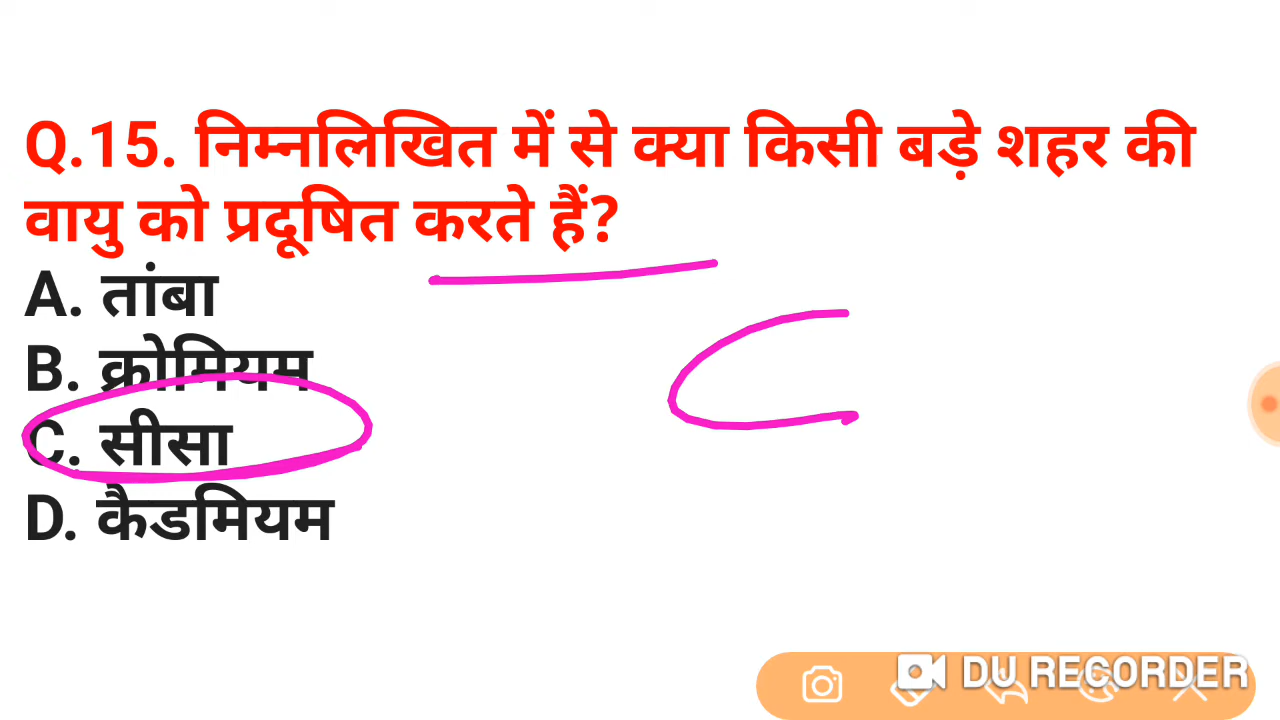 Q.15. निम्नलिखित में से क्या किसी बड़े शहर की
वायु को प्रदूषित करते हैं?
A. तांबा
B. क्रोमियम
C. सीसा
D. कैडमियम
DU RECORDER